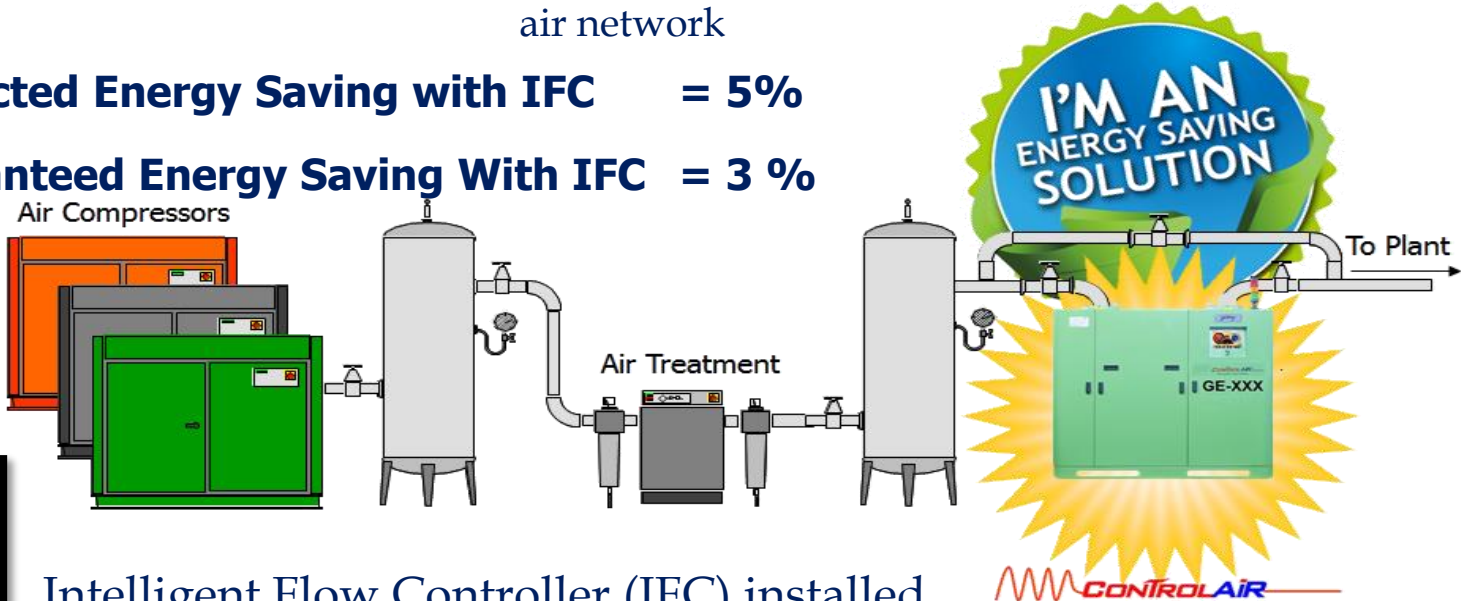 air network
cted Energy Saving with IFC = 5%
nteed Energy Saving With IFC = 3 %
Air Compressors
I'M AN
ENERGY SAVING
SOLUTION
To Plant
Air Treatment
GE-XXX
Intelligent Flow Controller (IFC) installed
CONTROLAIR